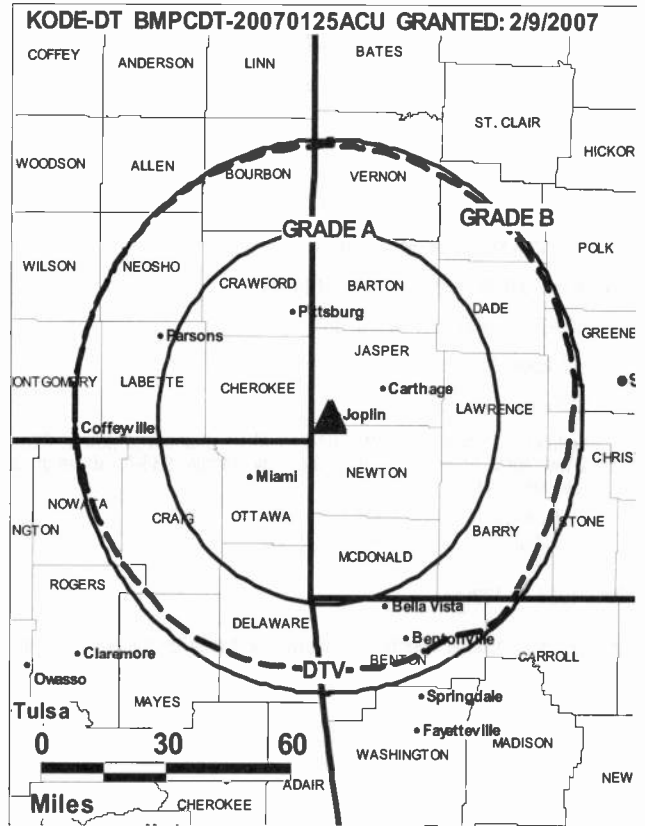 KODE-DT BMPCDT-20070125ACU GRANTED: 2/9/2007
COFFEY
ANDERSON
LINN
BATES
ST. CLAIR
HICKOR
WOODSON
ALLEN
BOURBON
VERNON
GRADE A
GRADE B
POLK
WILSON
NEOSHO
CRAWFORD
BARTON
DADE
Pittsburg
Parsons
GREENE
JASPER
ONTGOMERY
LABETTE
CHEROKEE
Carthage
S
Joplin
LAWRENCE
Coffeyville
CHRIS
Miami
NEWTON
NOWATA
NGTON
CRAIG
OTTAWA
BARRY
STONE
MCDONALD
ROGERS
DELAWARE
Bella Vista
Bentonville
Claremore
BENTON
CARROLL
Owasso
DTV
MAYES
Springdale
Tulsa
Fayetteville
0 30 60
WASHINGTON
MADISON
ADAIR
NEW
Miles
CHEROKEE